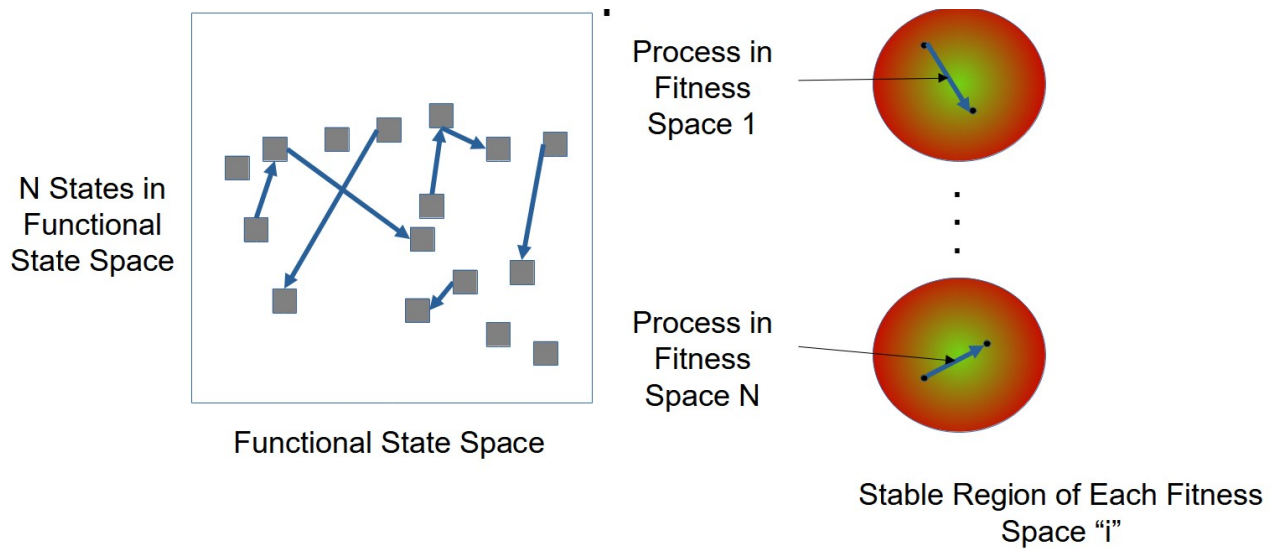 N States in
Functional
State Space
Functional State Space
Process in
Fitness
Space 1
Process in
Fitness
Space N
Stable Region of Each Fitness
Space “i”